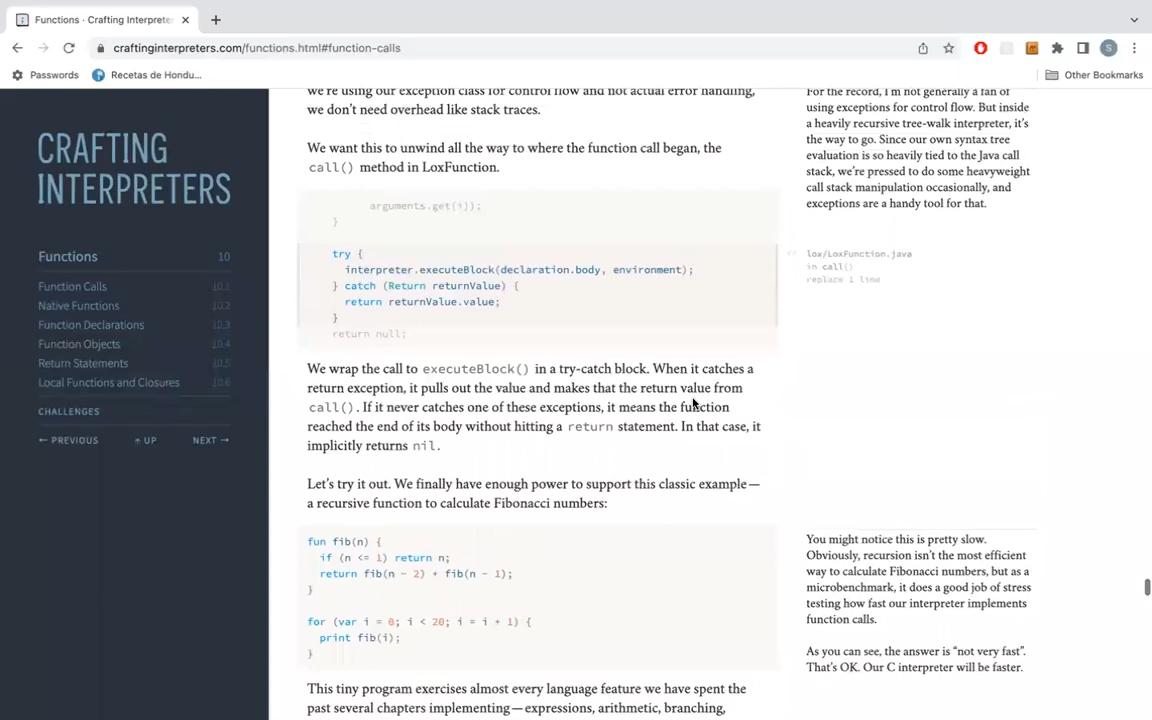 Functions · Crafting Interpreter
craftinginterpreters.com/functions.html#function-calls
S
Passwords
Recetas de Hondu...
Other Bookmarks
CRAFTING
INTERPRETERS
Functions 10
Function Calls 10.1
Native Functions 10.2
Function Declarations 10.3
Function Objects 10.4
Return Statements 10.5
Local Functions and Closures 10.6
CHALLENGES
← PREVIOUS ↑ UP NEXT →
we're using our exception class for control flow and not actual error handling,
we don't need overhead like stack traces.
We want this to unwind all the way to where the function call began, the
call() method in LoxFunction.
arguments.get(i));
}
try {
interpreter.executeBlock(declaration.body, environment);
} catch (Return returnValue) {
return returnValue.value;
}
return null;
We wrap the call to executeBlock() in a try-catch block. When it catches a
return exception, it pulls out the value and makes that the return value from
call(). If it never catches one of these exceptions, it means the function
reached the end of its body without hitting a return statement. In that case, it
implicitly returns nil.
Let's try it out. We finally have enough power to support this classic example—
a recursive function to calculate Fibonacci numbers:
fun fib(n) {
if (n <= 1) return n;
return fib(n - 2) + fib(n - 1);
}
for (var i = 0; i < 20; i = i + 1) {
print fib(i);
}
This tiny program exercises almost every language feature we have spent the
past several chapters implementing—expressions, arithmetic, branching,
For the record, I'm not generally a fan of
using exceptions for control flow. But inside
a heavily recursive tree-walk interpreter, it's
the way to go. Since our own syntax tree
evaluation is so heavily tied to the Java call
stack, we're pressed to do some heavyweight
call stack manipulation occasionally, and
exceptions are a handy tool for that.
lox/LoxFunction.java
in call()
replace 1 line
You might notice this is pretty slow.
Obviously, recursion isn't the most efficient
way to calculate Fibonacci numbers, but as a
microbenchmark, it does a good job of stress
testing how fast our interpreter implements
function calls.
As you can see, the answer is “not very fast”.
That's OK. Our C interpreter will be faster.